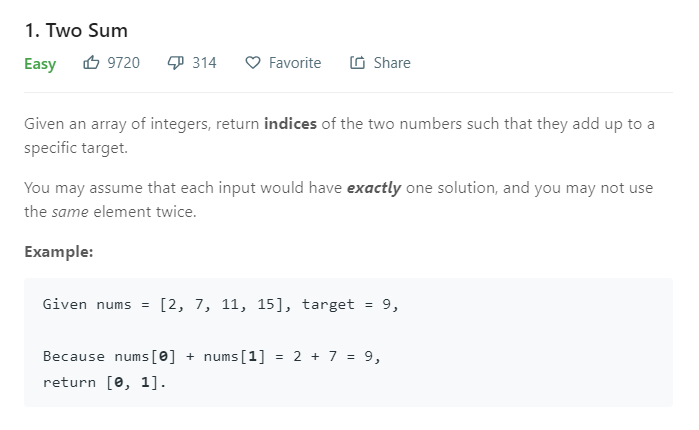 1. Two Sum
Easy 9720 314 Favorite Share
Given an array of integers, return indices of the two numbers such that they add up to a
specific target.
You may assume that each input would have exactly one solution, and you may not use
the same element twice.
Example:
Given nums = [2, 7, 11, 15], target = 9,
Because nums[0] + nums[1] = 2 + 7 = 9,
return [0, 1].